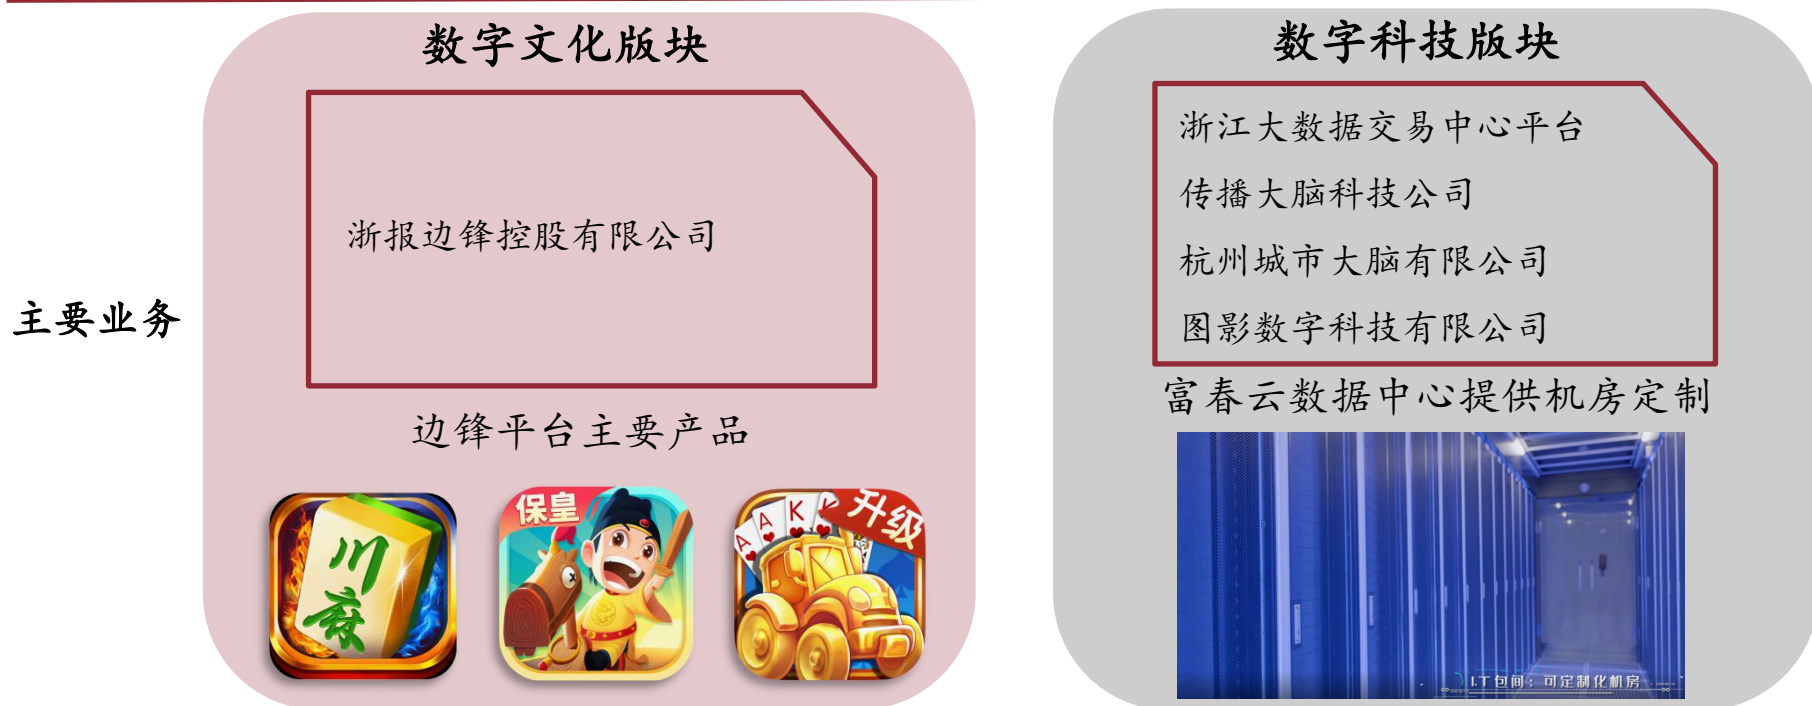 数字文化版块
浙报边锋控股有限公司
边锋平台主要产品
川
麻
保皇
A
A
K
K
升级
主要业务
数字科技版块
浙江大数据交易中心平台
传播大脑科技公司
杭州城市大脑有限公司
图影数字科技有限公司
富春云数据中心提供机房定制
I.T包间：可定制化机房